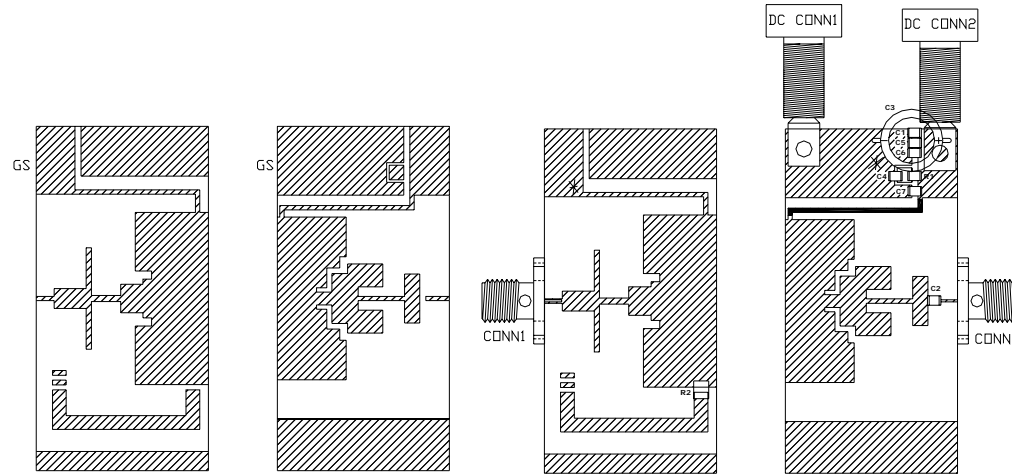 DC CONN1
DC CONN2
C3
C1
C5
C6
GS
GS
C4
R1
C7
C2
CONN1
CONN
R2